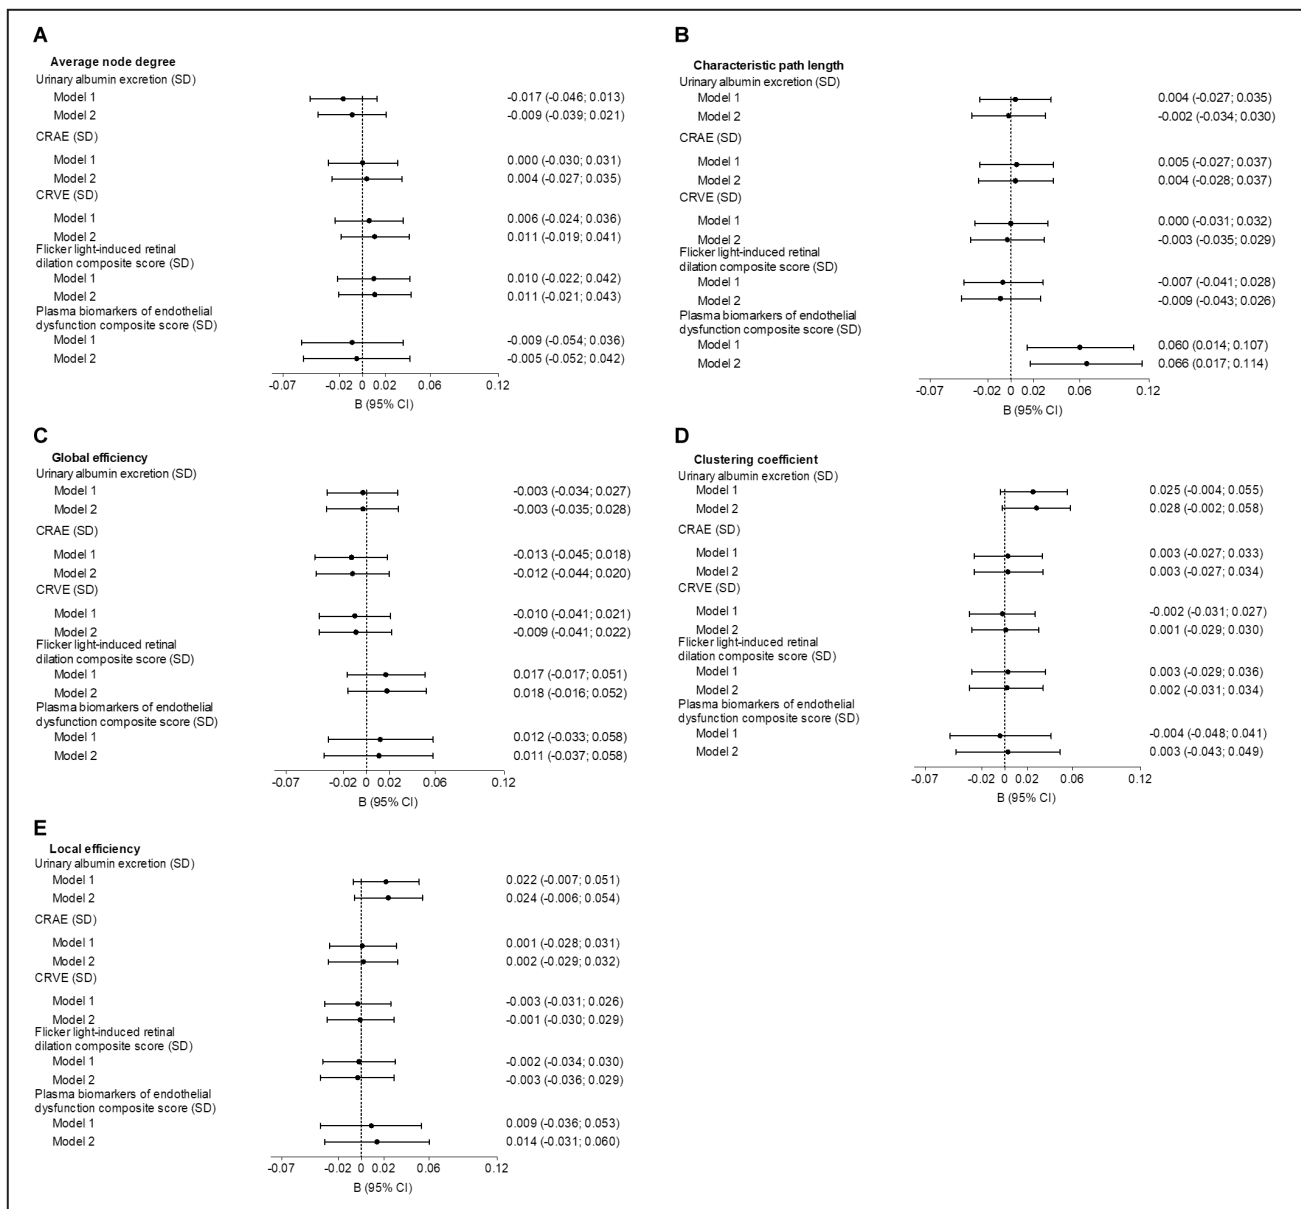 A
Average node degree
Urinary albumin excretion (SD)
Model 1 -0.017 (-0.046; 0.013)
Model 2 -0.009 (-0.039; 0.021)
CRAE (SD)
Model 1 0.000 (-0.030; 0.031)
Model 2 0.004 (-0.027; 0.035)
CRVE (SD)
Model 1 0.006 (-0.024; 0.036)
Model 2 0.011 (-0.019; 0.041)
Flicker light-induced retinal
dilation composite score (SD)
Model 1 0.010 (-0.022; 0.042)
Model 2 0.011 (-0.021; 0.043)
Plasma biomarkers of endothelial
dysfunction composite score (SD)
Model 1 -0.009 (-0.054; 0.036)
Model 2 -0.005 (-0.052; 0.042)
-0.07 -0.02 0 0.02 0.06 0.12
B (95% CI)
B
Characteristic path length
Urinary albumin excretion (SD)
Model 1 0.004 (-0.027; 0.035)
Model 2 -0.002 (-0.034; 0.030)
CRAE (SD)
Model 1 0.005 (-0.027; 0.037)
Model 2 0.004 (-0.028; 0.037)
CRVE (SD)
Model 1 0.000 (-0.031; 0.032)
Model 2 -0.003 (-0.035; 0.029)
Flicker light-induced retinal
dilation composite score (SD)
Model 1 -0.007 (-0.041; 0.028)
Model 2 -0.009 (-0.043; 0.026)
Plasma biomarkers of endothelial
dysfunction composite score (SD)
Model 1 0.060 (0.014; 0.107)
Model 2 0.066 (0.017; 0.114)
-0.07 -0.02 0 0.02 0.06 0.12
B (95% CI)
C
Global efficiency
Urinary albumin excretion (SD)
Model 1 -0.003 (-0.034; 0.027)
Model 2 -0.003 (-0.035; 0.028)
CRAE (SD)
Model 1 -0.013 (-0.045; 0.018)
Model 2 -0.012 (-0.044; 0.020)
CRVE (SD)
Model 1 -0.010 (-0.041; 0.021)
Model 2 -0.009 (-0.041; 0.022)
Flicker light-induced retinal
dilation composite score (SD)
Model 1 0.017 (-0.017; 0.051)
Model 2 0.018 (-0.016; 0.052)
Plasma biomarkers of endothelial
dysfunction composite score (SD)
Model 1 0.012 (-0.033; 0.058)
Model 2 0.011 (-0.037; 0.058)
-0.07 -0.02 0 0.02 0.06 0.12
B (95% CI)
D
Clustering coefficient
Urinary albumin excretion (SD)
Model 1 0.025 (-0.004; 0.055)
Model 2 0.028 (-0.002; 0.058)
CRAE (SD)
Model 1 0.003 (-0.027; 0.033)
Model 2 0.003 (-0.027; 0.034)
CRVE (SD)
Model 1 -0.002 (-0.031; 0.027)
Model 2 0.001 (-0.029; 0.030)
Flicker light-induced retinal
dilation composite score (SD)
Model 1 0.003 (-0.029; 0.036)
Model 2 0.002 (-0.031; 0.034)
Plasma biomarkers of endothelial
dysfunction composite score (SD)
Model 1 -0.004 (-0.048; 0.041)
Model 2 0.003 (-0.043; 0.049)
-0.07 -0.02 0 0.02 0.06 0.12
B (95% CI)
E
Local efficiency
Urinary albumin excretion (SD)
Model 1 0.022 (-0.007; 0.051)
Model 2 0.024 (-0.006; 0.054)
CRAE (SD)
Model 1 0.001 (-0.028; 0.031)
Model 2 0.002 (-0.029; 0.032)
CRVE (SD)
Model 1 -0.003 (-0.031; 0.026)
Model 2 -0.001 (-0.030; 0.029)
Flicker light-induced retinal
dilation composite score (SD)
Model 1 -0.002 (-0.034; 0.030)
Model 2 -0.003 (-0.036; 0.029)
Plasma biomarkers of endothelial
dysfunction composite score (SD)
Model 1 0.009 (-0.036; 0.053)
Model 2 0.014 (-0.031; 0.060)
-0.07 -0.02 0 0.02 0.06 0.12
B (95% CI)